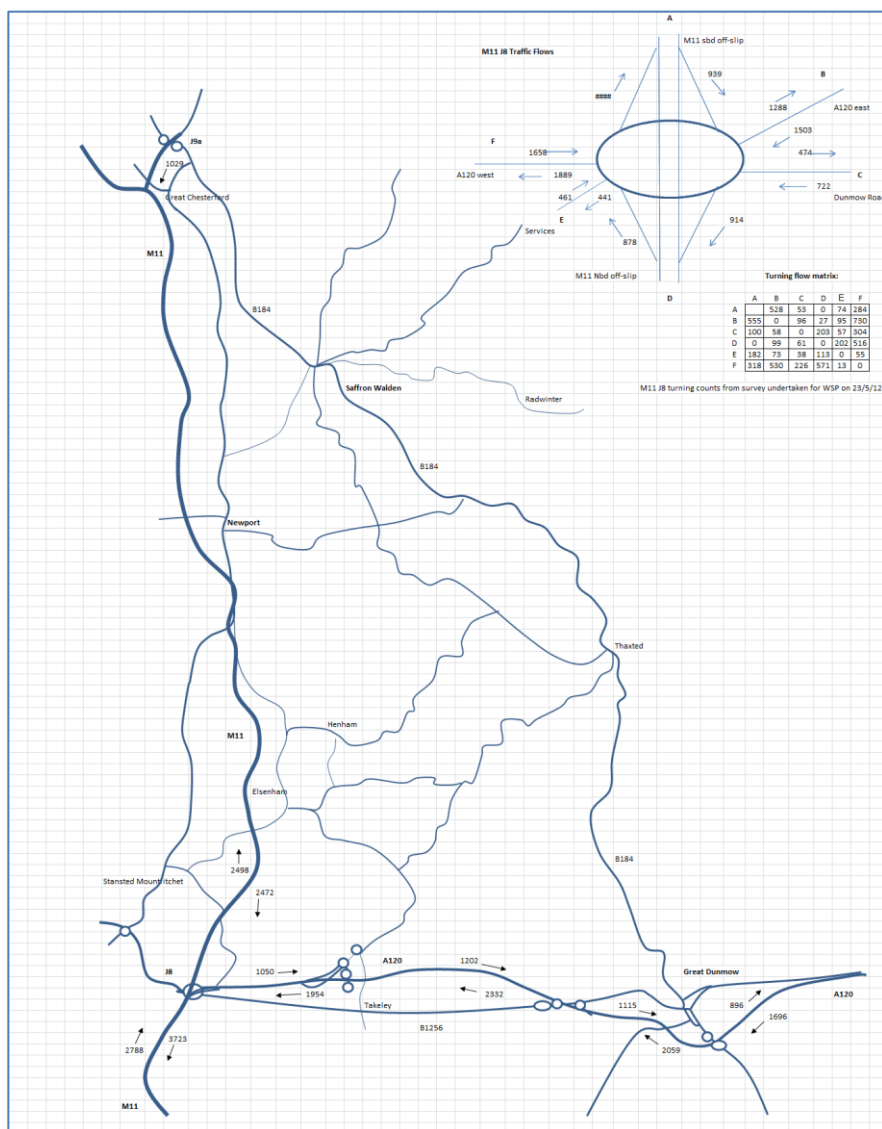 A
M11 J8 Traffic Flows
M11 sbd off-slip
939
B
####
1288
A120 east
1503
F
1658
474
A120 west
1889
C
722
Dunmow Road
461
441
E
914
Services
878
M11 Nbd off-slip
D
Turning flow matrix:
A B C D E F
A 528 53 0 74 284
B 555 0 96 27 95 730
C 100 58 0 203 57 304
D 0 99 61 0 202 516
E 182 73 38 113 0 55
F 318 530 226 571 13 0
M11 J8 turning counts from survey undertaken for WSP on 23/5/12
J9a
1029
Great Chesterford
M11
B184
Saffron Walden
Radwinter
B184
Newport
Thaxted
Henham
M11
Elsenham
B184
2498
Stansted Mountfitchet
2472
J8
1050
A120
1202
Great Dunmow
1954
2332
A120
Takeley
1115
896
1696
B1256
2788
3723
2059
M11